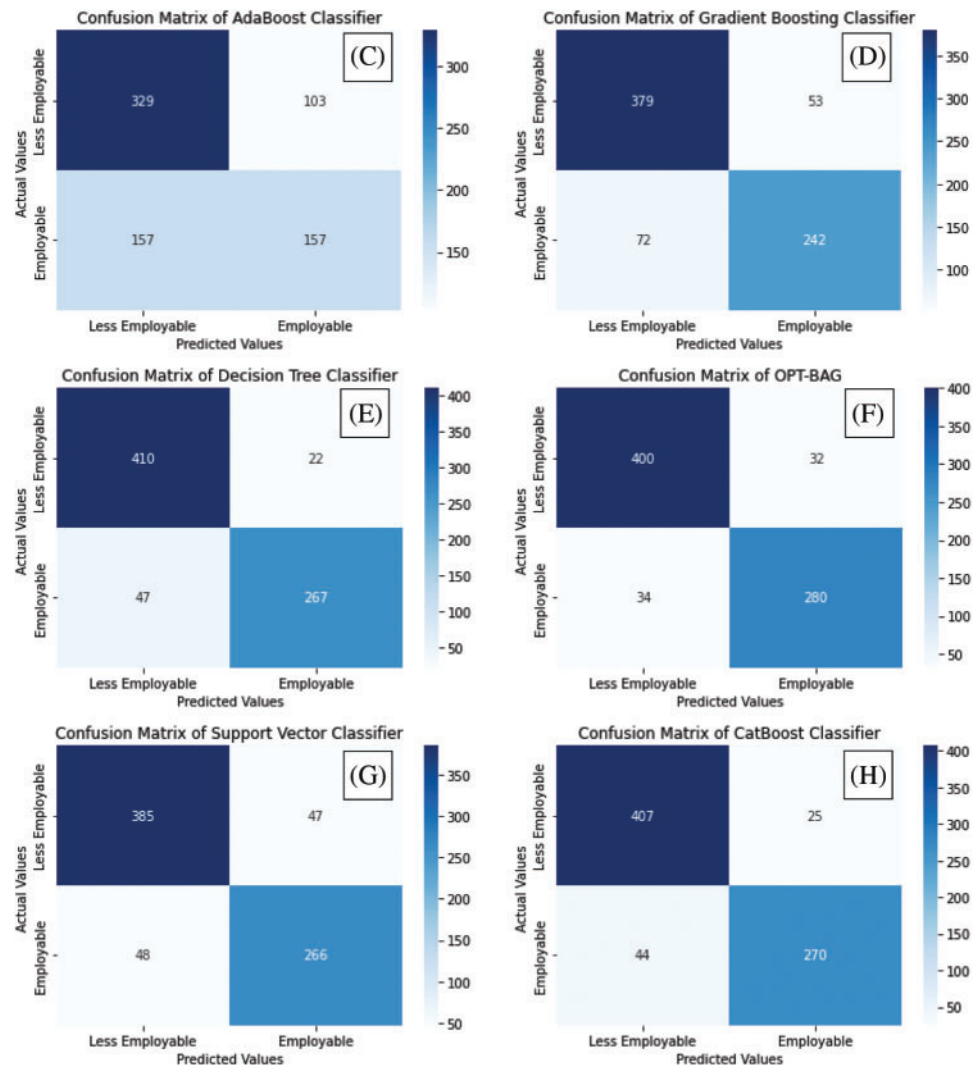 Confusion Matrix of AdaBoost Classifier
(C)
Actual Values
Less Employable
Employable
329 103
157 157
Less Employable Employable
Predicted Values
300
250
200
150
Confusion Matrix of Gradient Boosting Classifier
(D)
Actual Values
Less Employable
Employable
379 53
72 242
Less Employable Employable
Predicted Values
350
300
250
200
150
100
Confusion Matrix of Decision Tree Classifier
(E)
Actual Values
Less Employable
Employable
410 22
47 267
Less Employable Employable
Predicted Values
400
350
300
250
200
150
100
50
Confusion Matrix of OPT-BAG
(F)
Actual Values
Less Employable
Employable
400 32
34 280
Less Employable Employable
Predicted Values
400
350
300
250
200
150
100
50
Confusion Matrix of Support Vector Classifier
(G)
Actual Values
Less Employable
Employable
385 47
48 266
Less Employable Employable
Predicted Values
350
300
250
200
150
100
50
Confusion Matrix of CatBoost Classifier
(H)
Actual Values
Less Employable
Employable
407 25
44 270
Less Employable Employable
Predicted Values
400
350
300
250
200
150
100
50